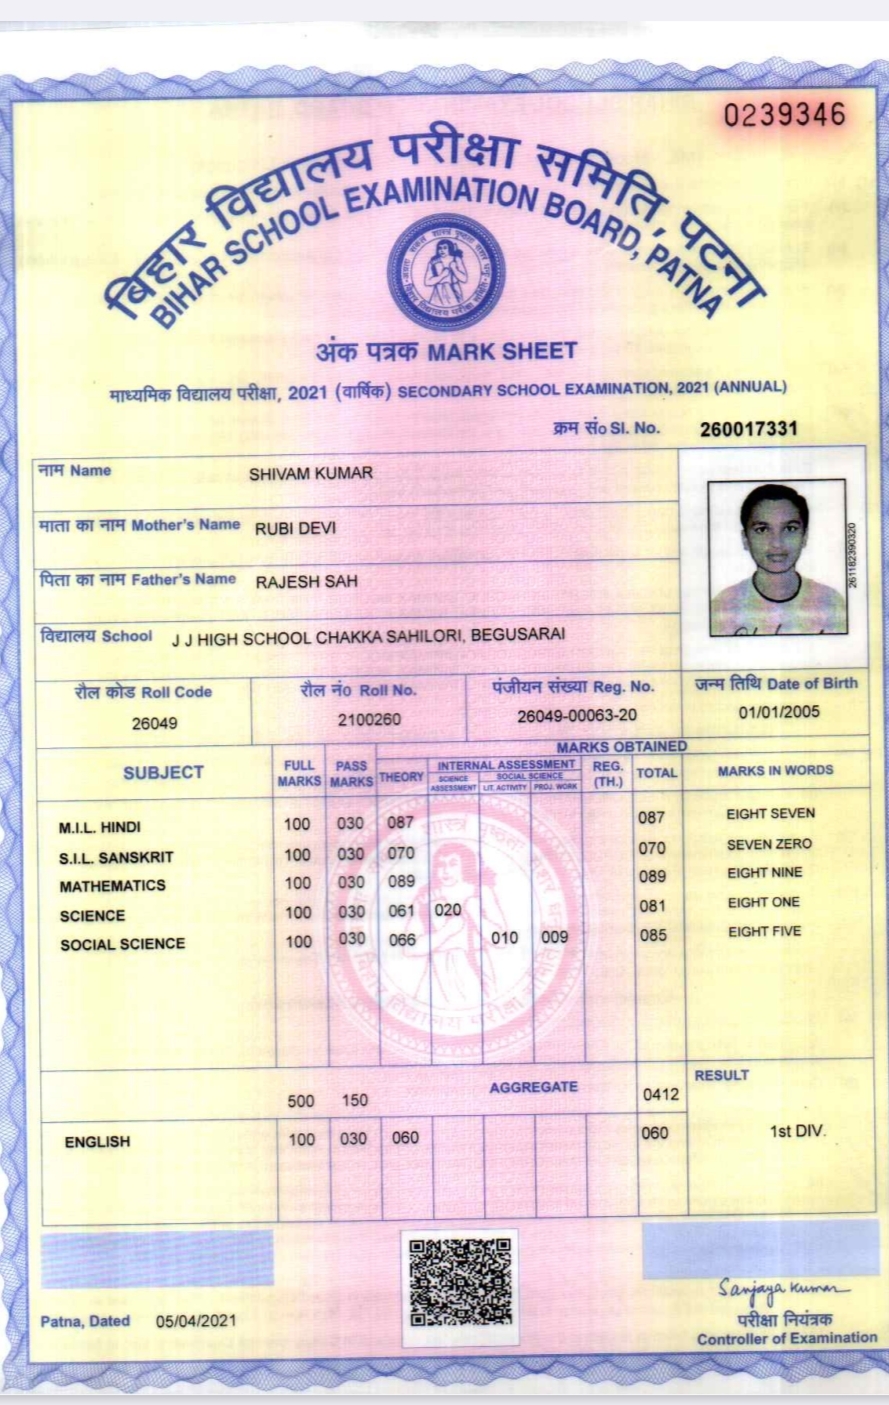 0239346
बिहार विद्यालय परीक्षा समिति, पटना
BIHAR SCHOOL EXAMINATION BOARD, PATNA
अंक पत्रक MARK SHEET
माध्यमिक विद्यालय परीक्षा, 2021 (वार्षिक) SECONDARY SCHOOL EXAMINATION, 2021 (ANNUAL)
क्रम सं० Sl. No. 260017331
नाम Name SHIVAM KUMAR
माता का नाम Mother's Name RUBI DEVI
पिता का नाम Father's Name RAJESH SAH
विद्यालय School J J HIGH SCHOOL CHAKKA SAHILORI, BEGUSARAI
261182390320
रौल कोड Roll Code रौल नं0 Roll No. पंजीयन संख्या Reg. No. जन्म तिथि Date of Birth
26049 2100260 26049-00063-20 01/01/2005
MARKS OBTAINED
SUBJECT FULL MARKS PASS MARKS THEORY INTERNAL ASSESSMENT REG. (TH.) TOTAL MARKS IN WORDS
SCIENCE ASSESSMENT SOCIAL SCIENCE
LIT. ACTIVITY PROJ. WORK
M.I.L. HINDI 100 030 087 087 EIGHT SEVEN
S.I.L. SANSKRIT 100 030 070 070 SEVEN ZERO
MATHEMATICS 100 030 089 089 EIGHT NINE
SCIENCE 100 030 061 020 081 EIGHT ONE
SOCIAL SCIENCE 100 030 066 010 009 085 EIGHT FIVE
500 150 AGGREGATE 0412 RESULT
ENGLISH 100 030 060 060 1st DIV.
Sanjaya Kumar
Patna, Dated 05/04/2021
परीक्षा नियंत्रक
Controller of Examination